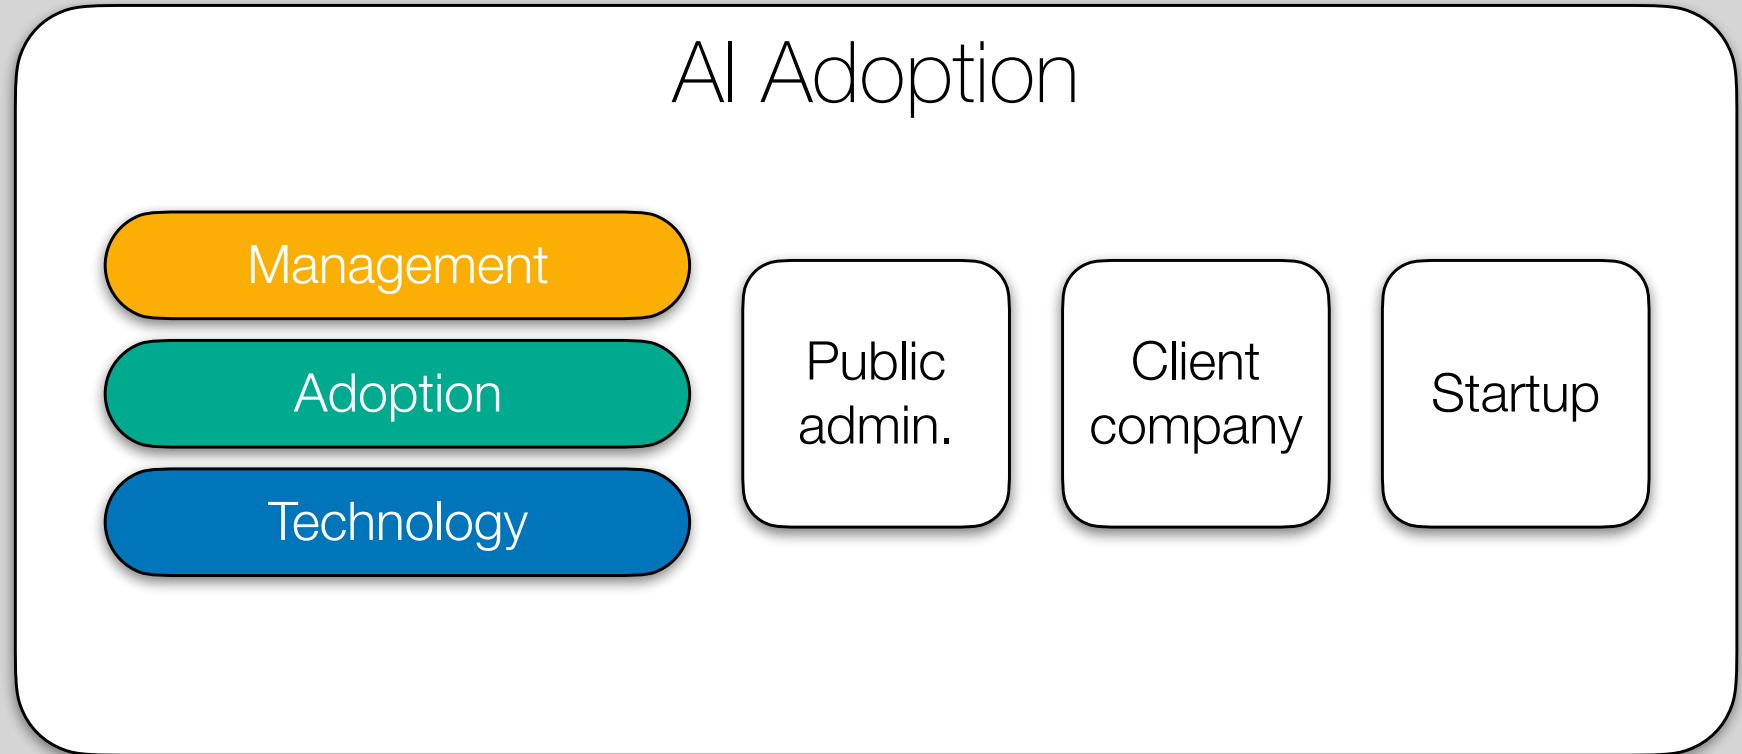 AI Adoption
Management
Adoption
Technology
Public
admin.
Client
company
Startup